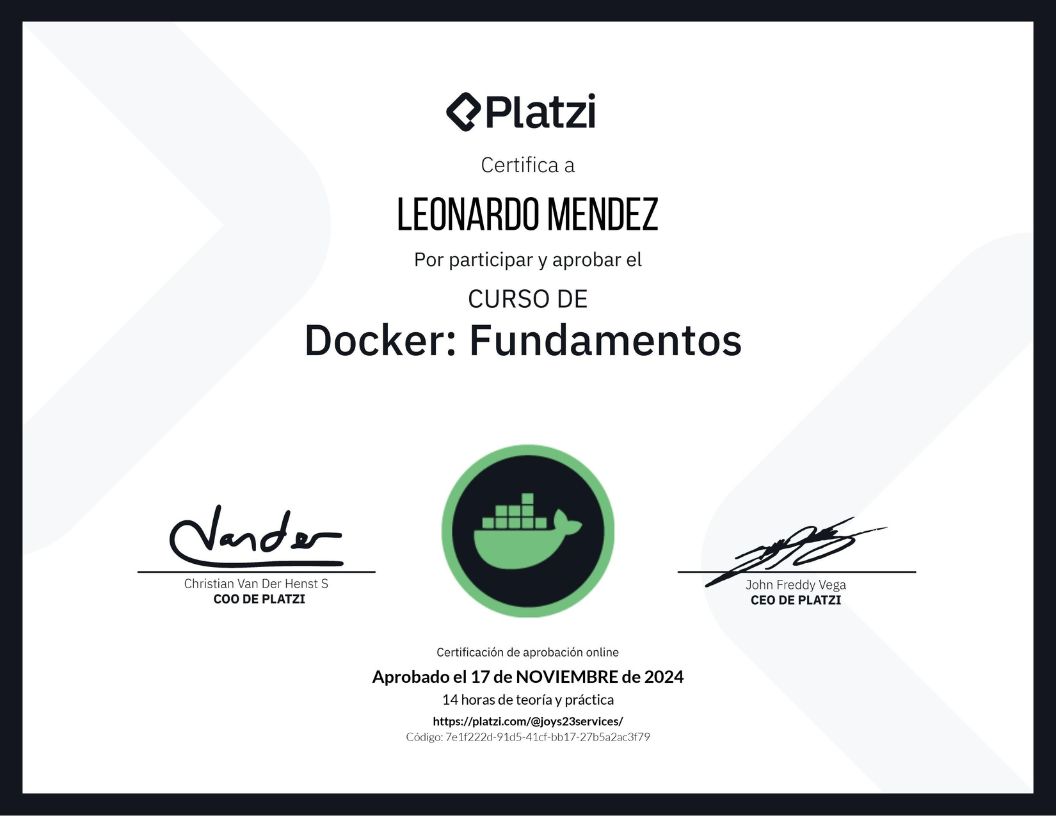 Platzi
Certifica a
LEONARDO MENDEZ
Por participar y aprobar el
CURSO DE
Docker: Fundamentos
Vander
Christian Van Der Henst S
COO DE PLATZI
John Freddy Vega
CEO DE PLATZI
Certificación de aprobación online
Aprobado el 17 de NOVIEMBRE de 2024
14 horas de teoría y práctica
https://platzi.com/@joys23services/
Código: 7e1f222d-91d5-41cf-bb17-27b5a2ac3f79